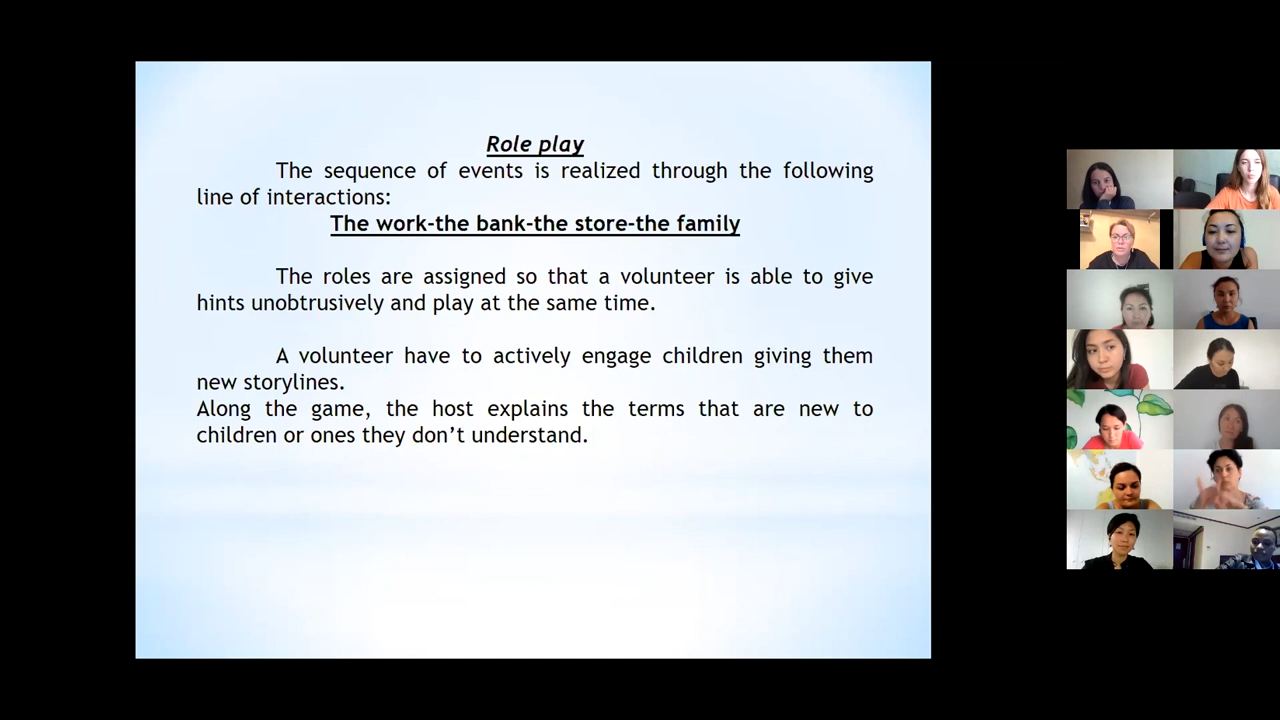 Role play
The sequence of events is realized through the following
line of interactions:
The work-the bank-the store-the family
The roles are assigned so that a volunteer is able to give
hints unobtrusively and play at the same time.
A volunteer have to actively engage children giving them
new storylines.
Along the game, the host explains the terms that are new to
children or ones they don’t understand.